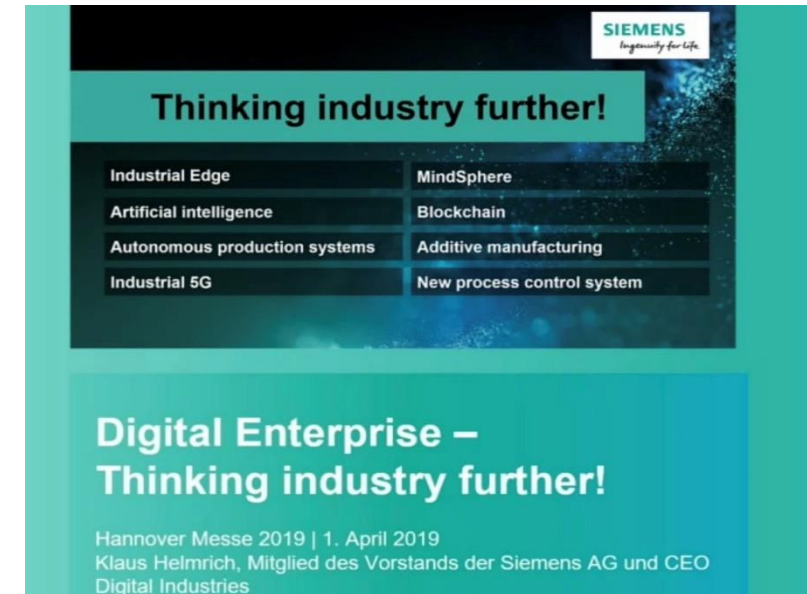 SIEMENS
Ingenuity for life
Thinking industry further!
Industrial Edge
MindSphere
Artificial intelligence
Blockchain
Autonomous production systems
Additive manufacturing
Industrial 5G
New process control system
Digital Enterprise –
Thinking industry further!
Hannover Messe 2019 | 1. April 2019
Klaus Helmrich, Mitglied des Vorstands der Siemens AG und CEO
Digital Industries